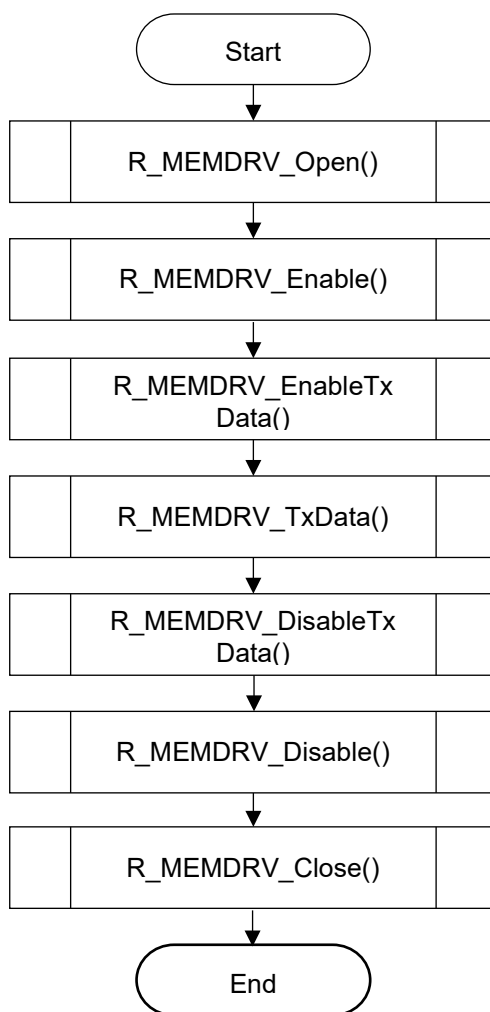 Start
R_MEMDRV_Open()
R_MEMDRV_Enable()
R_MEMDRV_EnableTx
Data()
R_MEMDRV_TxData()
R_MEMDRV_DisableTx
Data()
R_MEMDRV_Disable()
R_MEMDRV_Close()
End